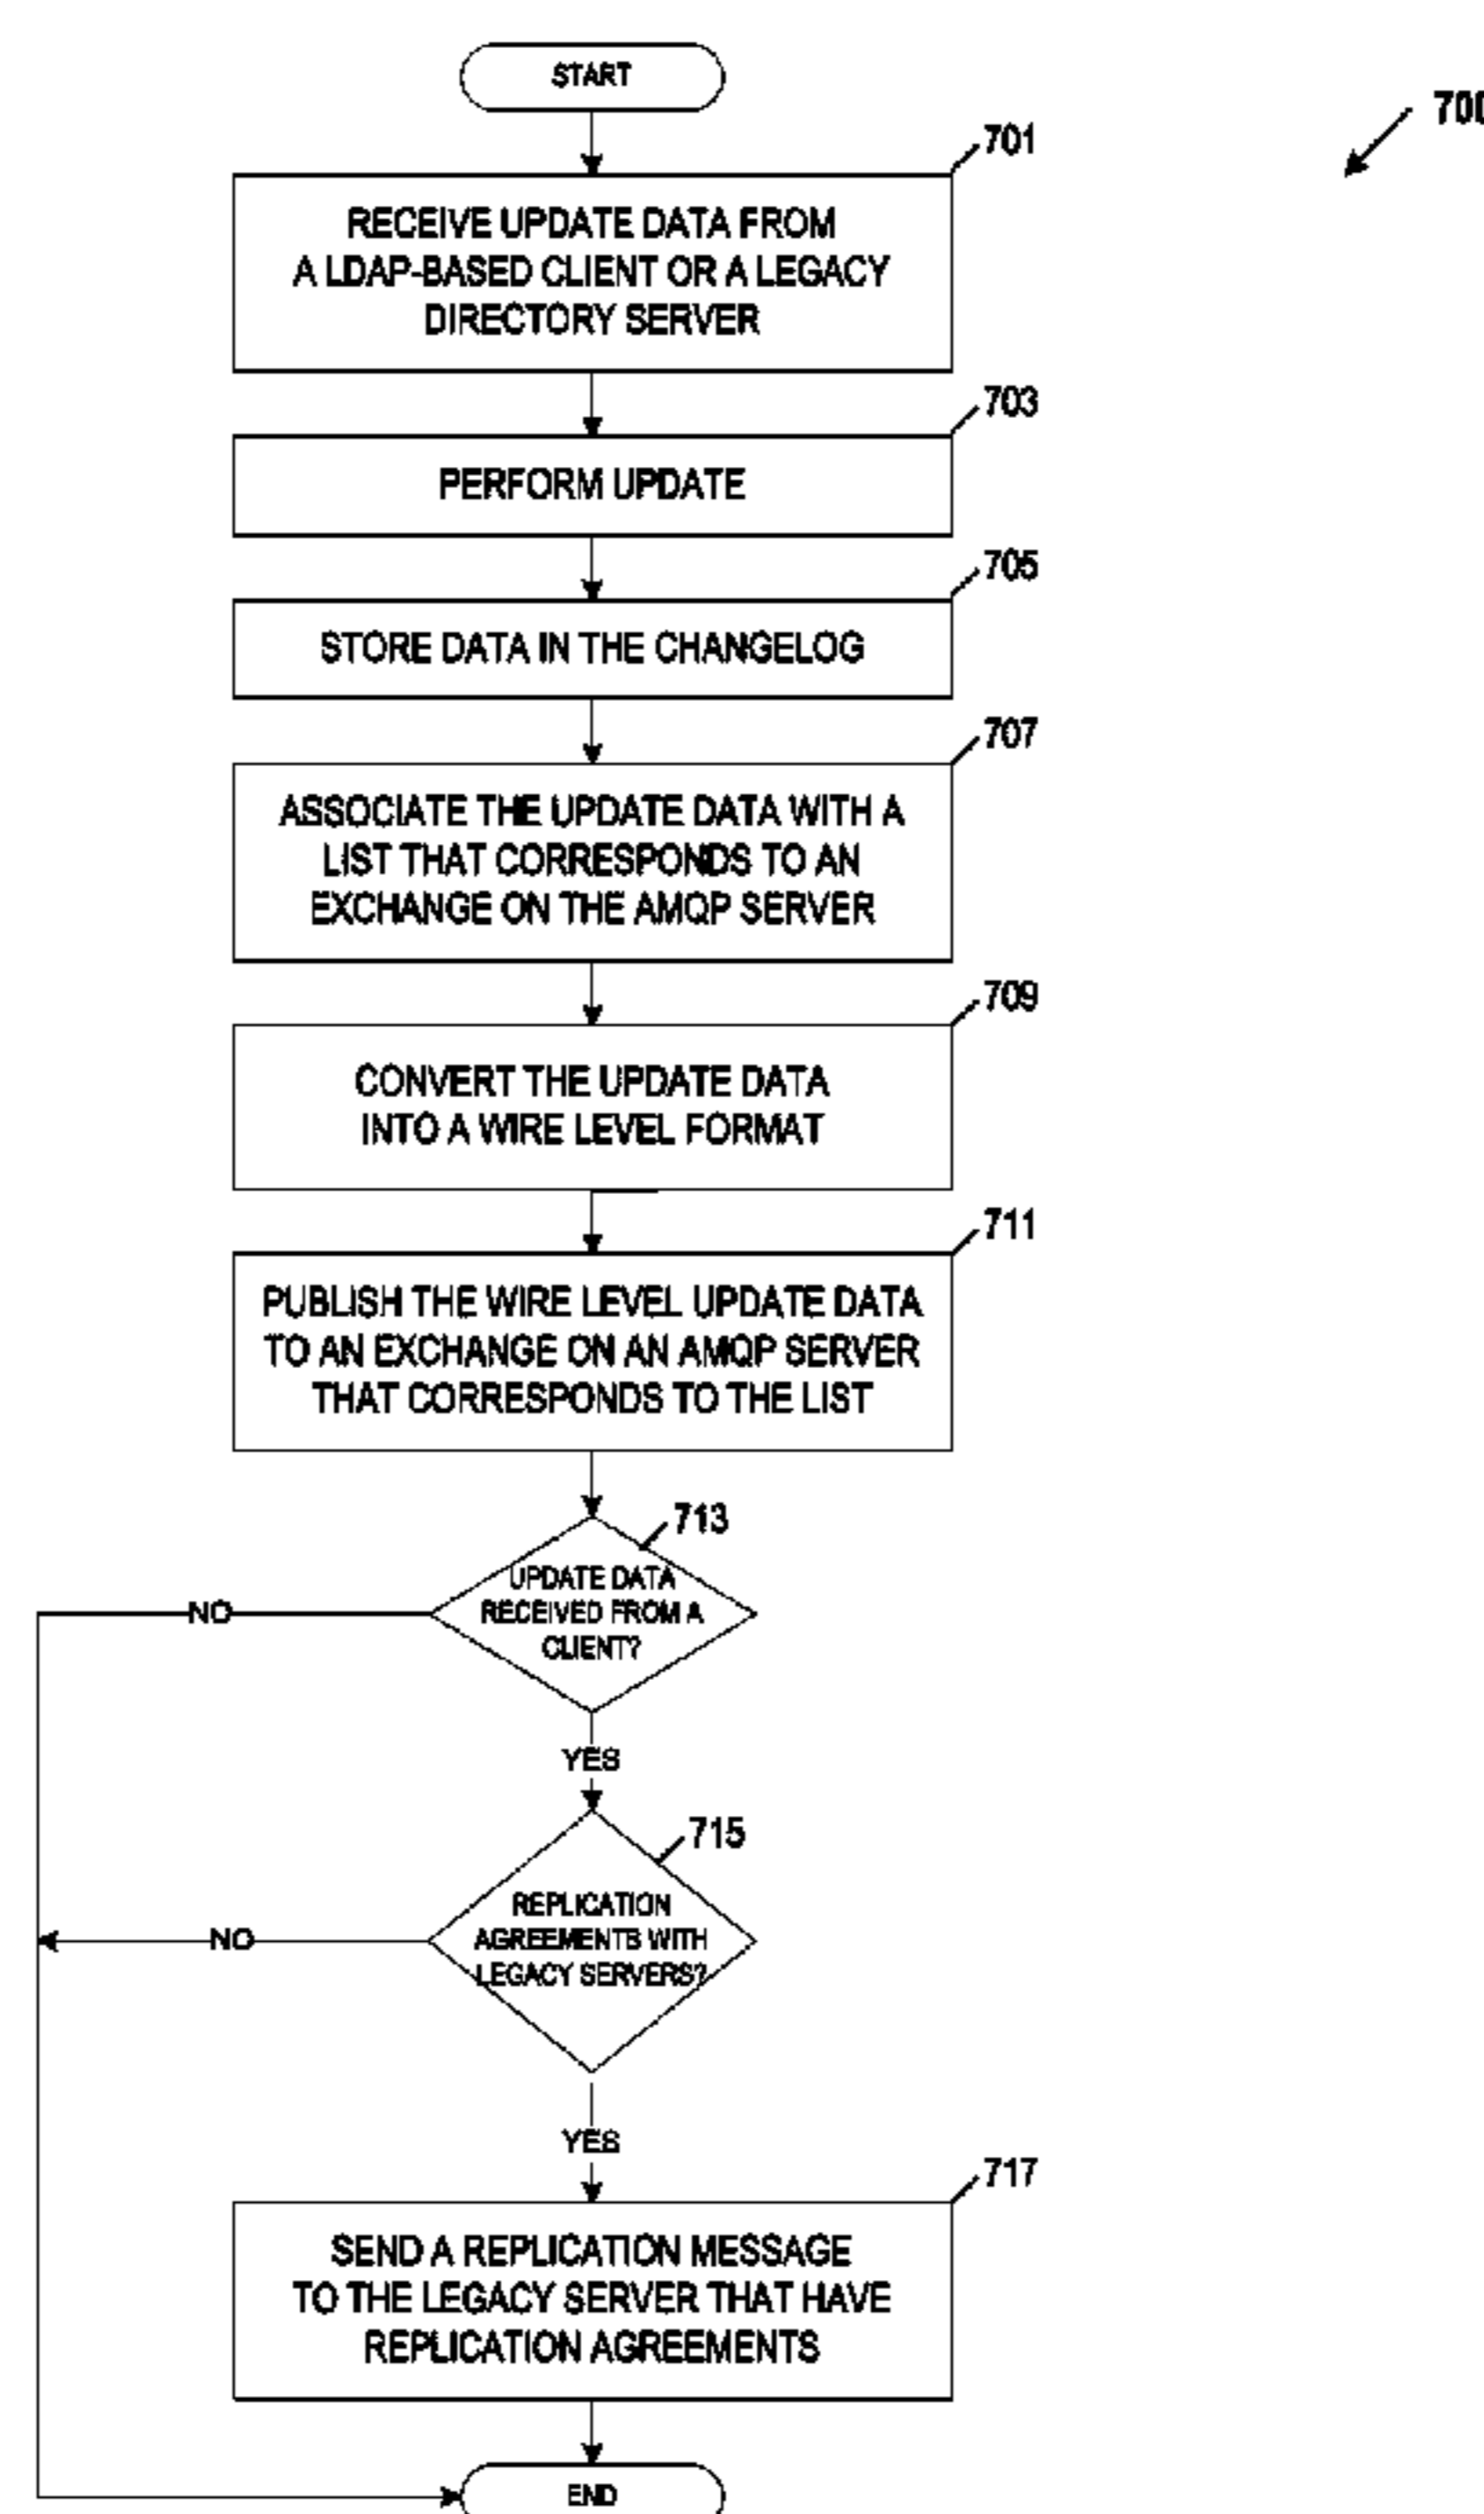 START
700
701
RECEIVE UPDATE DATA FROM
A LDAP-BASED CLIENT OR A LEGACY
DIRECTORY SERVER
703
PERFORM UPDATE
705
STORE DATA IN THE CHANGELOG
707
ASSOCIATE THE UPDATE DATA WITH A
LIST THAT CORRESPONDS TO AN
EXCHANGE ON THE AMQP SERVER
709
CONVERT THE UPDATE DATA
INTO A WIRE LEVEL FORMAT
711
PUBLISH THE WIRE LEVEL UPDATE DATA
TO AN EXCHANGE ON AN AMQP SERVER
THAT CORRESPONDS TO THE LIST
713
UPDATE DATA
RECEIVED FROM A
CLIENT?
NO
YES
715
REPLICATION
AGREEMENTS WITH
LEGACY SERVERS?
NO
YES
717
SEND A REPLICATION MESSAGE
TO THE LEGACY SERVER THAT HAVE
REPLICATION AGREEMENTS
END